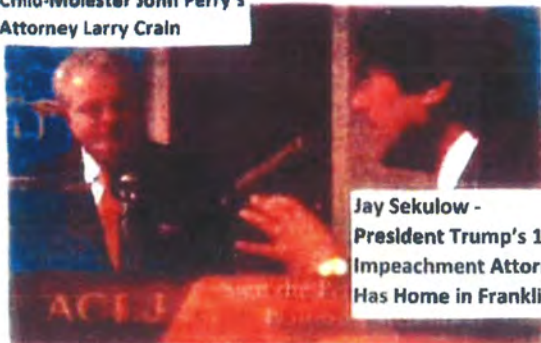 Child-Molester John Perry's
Attorney Larry Crain
Jay Sekulow -
President Trump's 1
Impeachment Attor
Has Home in Frankli
ACLJ